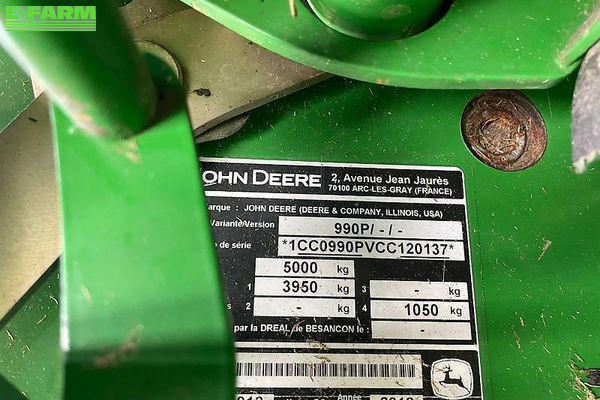 E-FARM
JOHN DEERE 2, Avenue Jean Jaurès
70100 ARC-LES-GRAY (FRANCE)
arque : JOHN DEERE (DEERE & COMPANY, ILLINOIS, USA)
Variante/Version 990P/ - / -
o de série *1CC0990PVCC120137*
5000 kg
1 3950 kg 3 - kg
2 - kg 4 1050 kg
par la DREAL de BESANCON le : -
Année